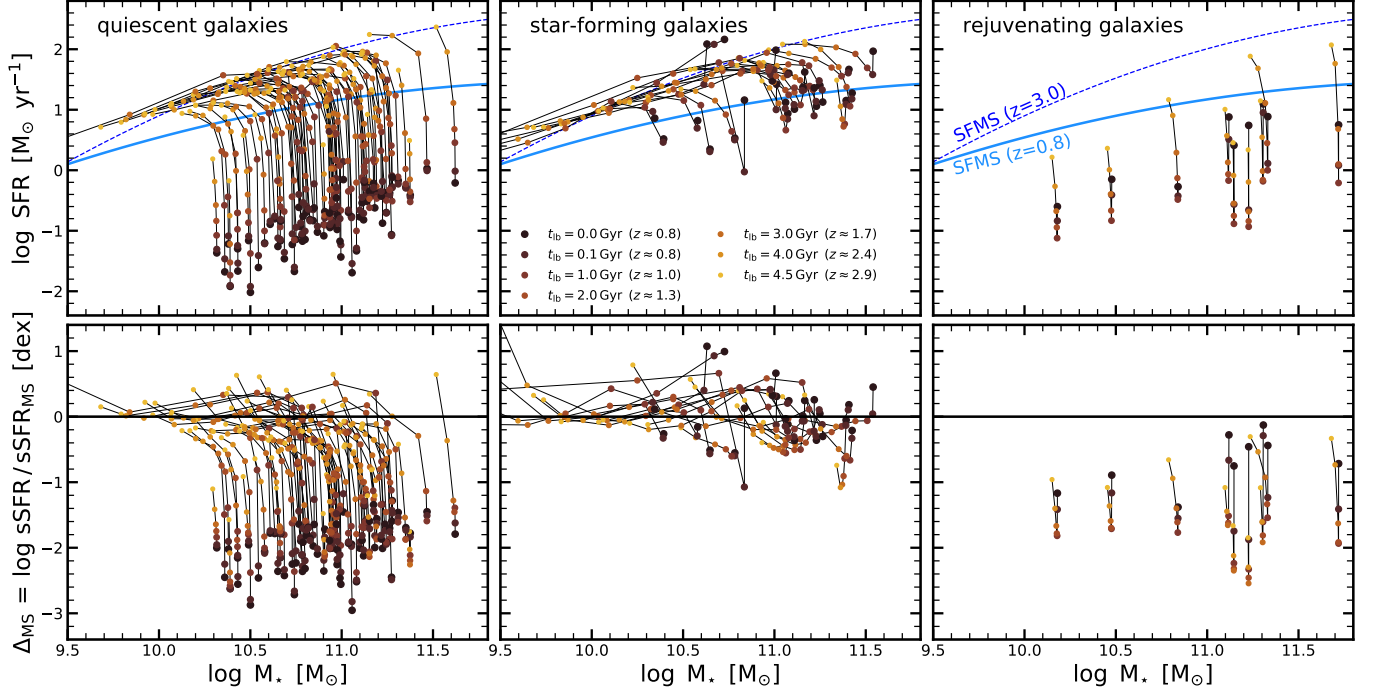 quiescent galaxies
star-forming galaxies
rejuvenating galaxies
log SFR [M⊙ yr⁻¹]
2
1
0
−1
−2
SFMS (z=3.0)
SFMS (z=0.8)
t_lb = 0.0 Gyr (z ≈ 0.8)
t_lb = 0.1 Gyr (z ≈ 0.8)
t_lb = 1.0 Gyr (z ≈ 1.0)
t_lb = 2.0 Gyr (z ≈ 1.3)
t_lb = 3.0 Gyr (z ≈ 1.7)
t_lb = 4.0 Gyr (z ≈ 2.4)
t_lb = 4.5 Gyr (z ≈ 2.9)
Δ_MS = log sSFR / sSFR_MS [dex]
1
0
−1
−2
−3
9.5 10.0 10.5 11.0 11.5
9.5 10.0 10.5 11.0 11.5
9.5 10.0 10.5 11.0 11.5
log M⋆ [M⊙]
log M⋆ [M⊙]
log M⋆ [M⊙]